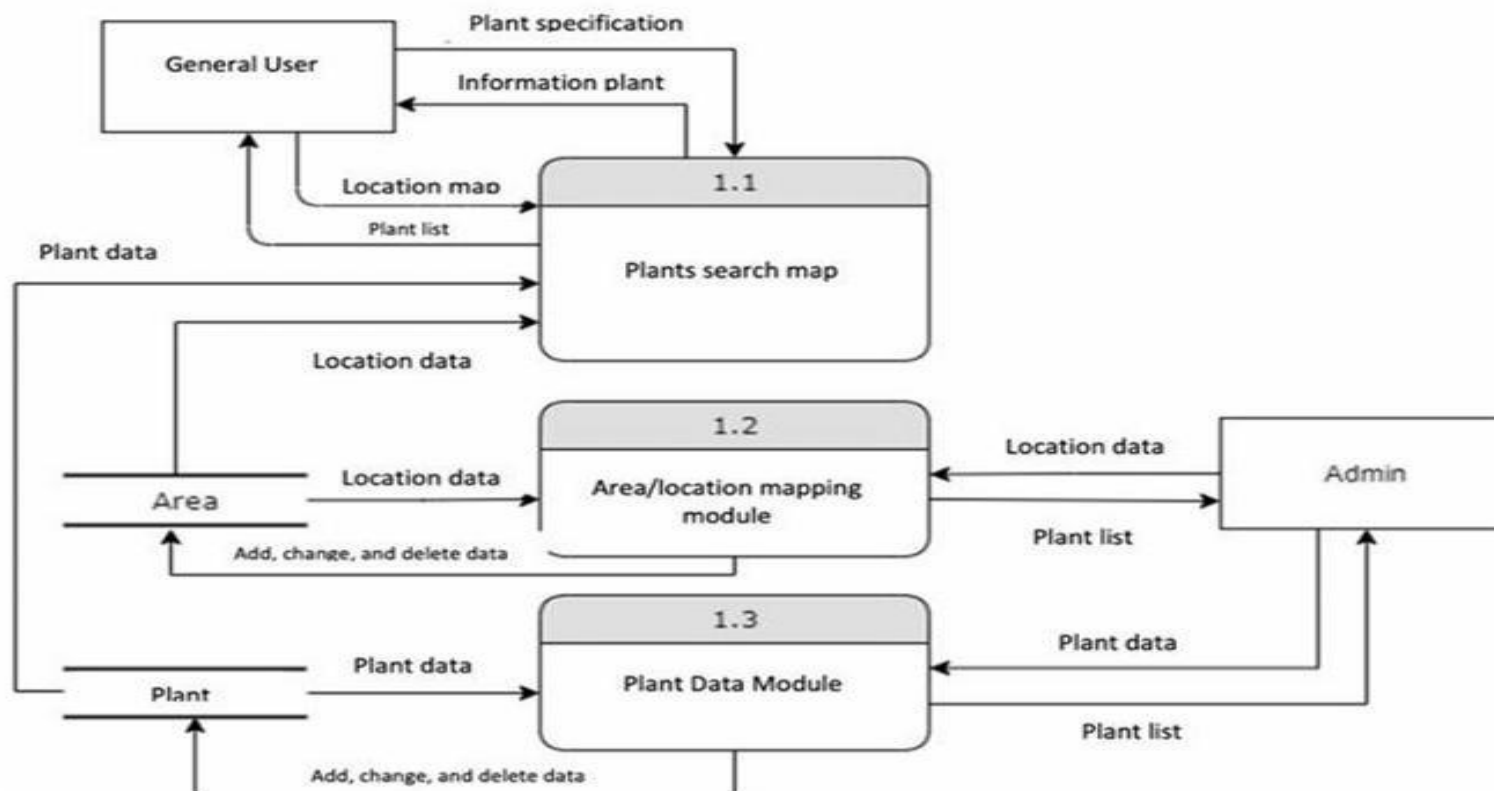 Plant specification
General User
Information plant
1.1
Location map
Plant list
Plant data
Plants search map
Location data
1.2
Location data
Area
Location data
Area/location mapping
module
Admin
Add, change, and delete data
Plant list
1.3
Plant data
Plant data
Plant
Plant Data Module
Plant list
Add, change, and delete data